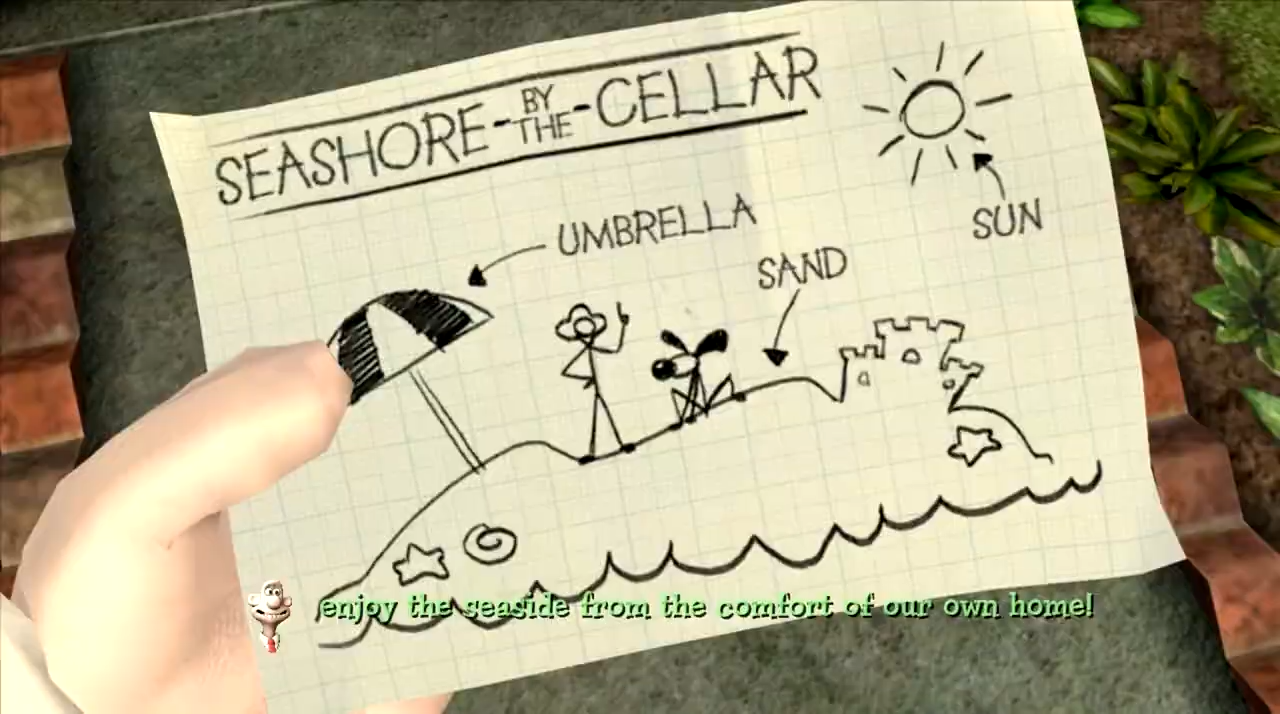 SEASHORE-BY THE-CELLAR
UMBRELLA
SAND
SUN
enjoy the seaside from the comfort of our own home!